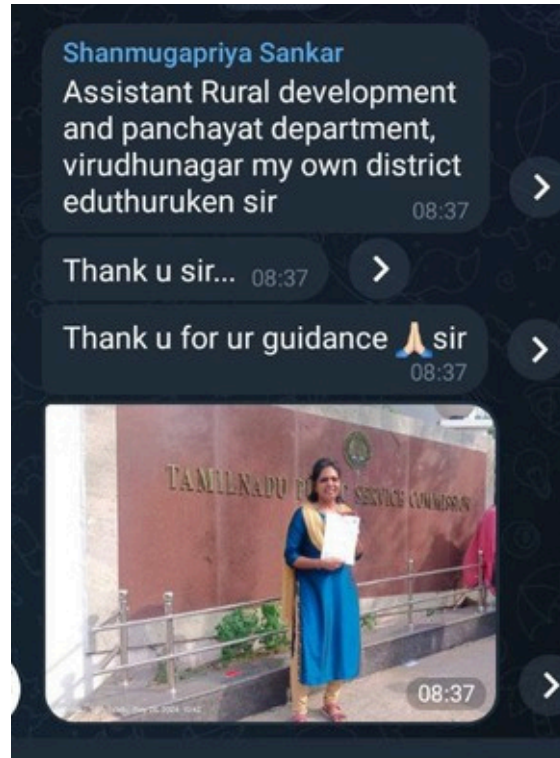 Shanmugapriya Sankar
Assistant Rural development
and panchayat department,
virudhunagar my own district
eduthuruken sir
08:37
Thank u sir... 08:37
Thank u for ur guidance 🙏🏻 sir
08:37
TAMILNADU SERVICE COMMISSION
08:37
2024